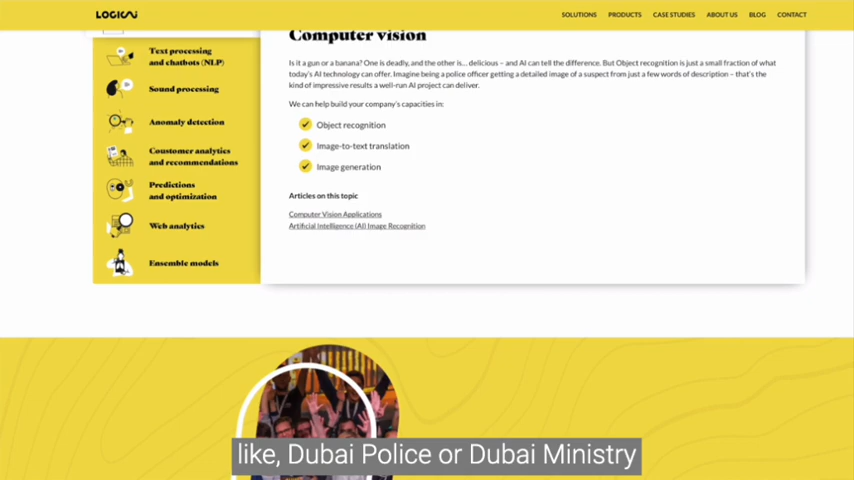 LOGICAI
SOLUTIONS PRODUCTS CASE STUDIES ABOUT US BLOG CONTACT
Text processing
and chatbots (NLP)
Sound processing
Anomaly detection
Coustomer analytics
and recommendations
Predictions
and optimization
Web analytics
Ensemble models
Computer vision
Is it a gun or a banana? One is deadly, and the other is... delicious – and AI can tell the difference. But Object recognition is just a small fraction of what
today's AI technology can offer. Imagine being a police officer getting a detailed image of a suspect from just a few words of description – that's the
kind of impressive results a well-run AI project can deliver.
We can help build your company's capacities in:
Object recognition
Image-to-text translation
Image generation
Articles on this topic
Computer Vision Applications
Artificial Intelligence (AI) Image Recognition
like, Dubai Police or Dubai Ministry